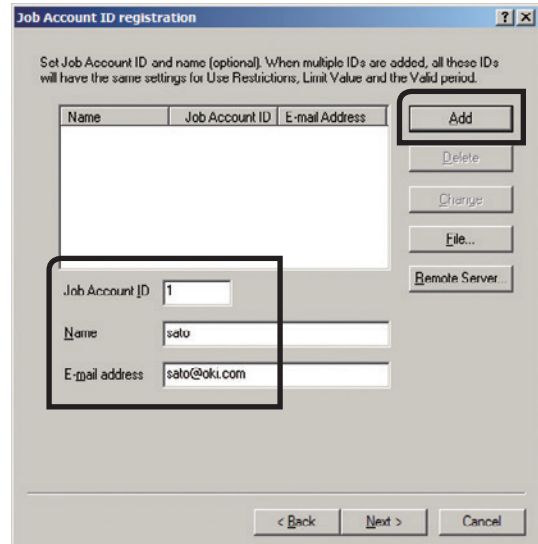 Job Account ID registration
Set Job Account ID and name (optional). When multiple IDs are added, all these IDs
will have the same settings for Use Restrictions, Limit Value and the Valid period.
Name Job Account ID E-mail Address
Add
Delete
Change
File...
Remote Server...
Job Account ID 1
Name sato
E-mail address sato@oki.com
< Back Next > Cancel